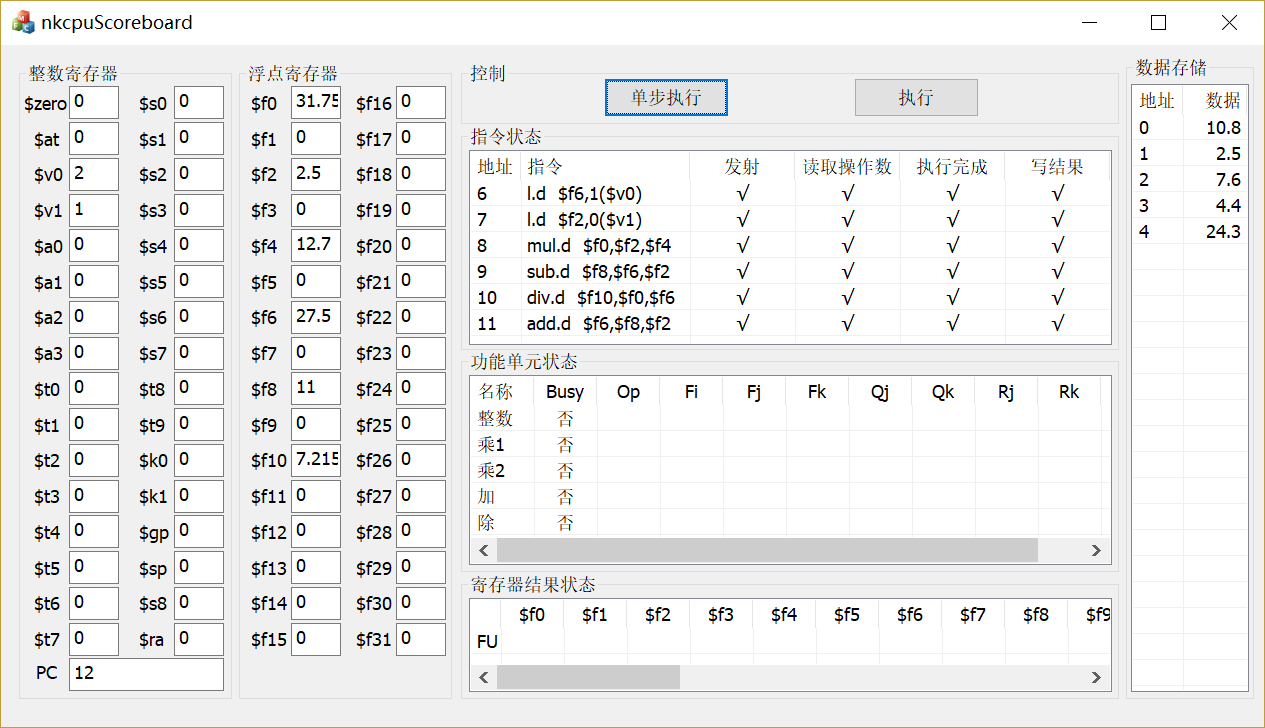 nkcpuScoreboard
整数寄存器
$zero 0 $s0 0
$at 0 $s1 0
$v0 2 $s2 0
$v1 1 $s3 0
$a0 0 $s4 0
$a1 0 $s5 0
$a2 0 $s6 0
$a3 0 $s7 0
$t0 0 $t8 0
$t1 0 $t9 0
$t2 0 $k0 0
$t3 0 $k1 0
$t4 0 $gp 0
$t5 0 $sp 0
$t6 0 $s8 0
$t7 0 $ra 0
PC 12
浮点寄存器
$f0 31.75 $f16 0
$f1 0 $f17 0
$f2 2.5 $f18 0
$f3 0 $f19 0
$f4 12.7 $f20 0
$f5 0 $f21 0
$f6 27.5 $f22 0
$f7 0 $f23 0
$f8 11 $f24 0
$f9 0 $f25 0
$f10 7.215 $f26 0
$f11 0 $f27 0
$f12 0 $f28 0
$f13 0 $f29 0
$f14 0 $f30 0
$f15 0 $f31 0
控制
单步执行 执行
指令状态
地址 指令 发射 读取操作数 执行完成 写结果
6 l.d $f6,1($v0) √ √ √ √
7 l.d $f2,0($v1) √ √ √ √
8 mul.d $f0,$f2,$f4 √ √ √ √
9 sub.d $f8,$f6,$f2 √ √ √ √
10 div.d $f10,$f0,$f6 √ √ √ √
11 add.d $f6,$f8,$f2 √ √ √ √
功能单元状态
名称 Busy Op Fi Fj Fk Qj Qk Rj Rk
整数 否
乘1 否
乘2 否
加 否
除 否
寄存器结果状态
$f0 $f1 $f2 $f3 $f4 $f5 $f6 $f7 $f8 $f9
FU
数据存储
地址 数据
0 10.8
1 2.5
2 7.6
3 4.4
4 24.3